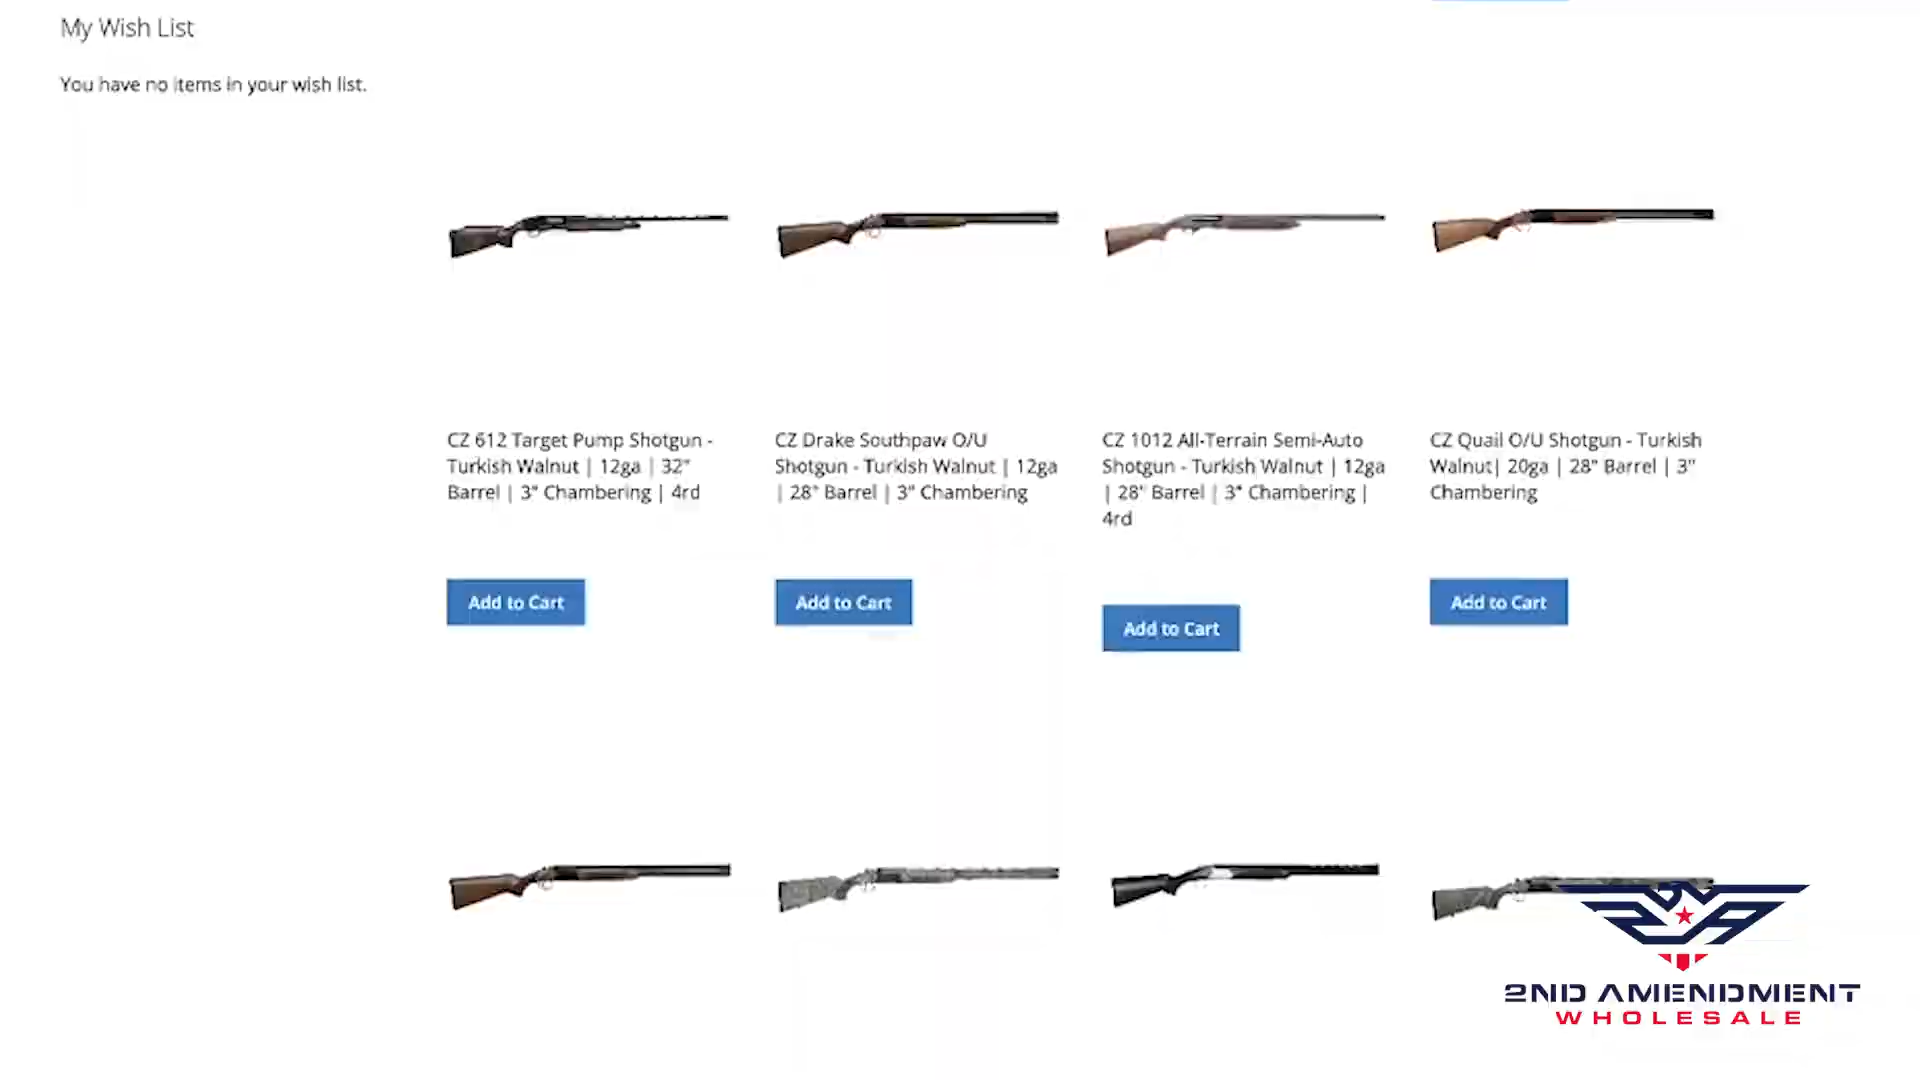 My Wish List
You have no items in your wish list.
CZ 612 Target Pump Shotgun -
Turkish Walnut | 12ga | 32"
Barrel | 3" Chambering | 4rd
CZ Drake Southpaw O/U
Shotgun - Turkish Walnut | 12ga
| 28" Barrel | 3" Chambering
CZ 1012 All-Terrain Semi-Auto
Shotgun - Turkish Walnut | 12ga
| 28" Barrel | 3" Chambering |
4rd
CZ Quail O/U Shotgun - Turkish
Walnut| 20ga | 28" Barrel | 3"
Chambering
Add to Cart
Add to Cart
Add to Cart
Add to Cart
2ND AMENDMENT
WHOLESALE